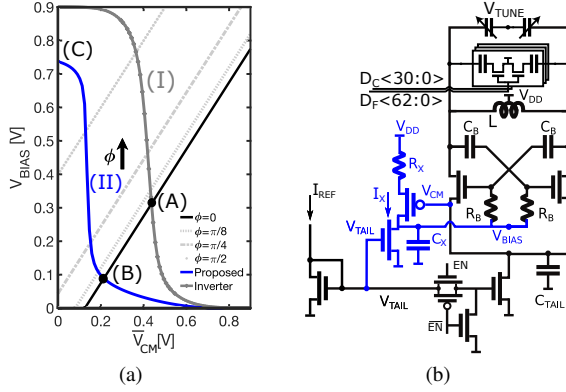 0.9
0.8
0.7
0.6
0.5
0.4
0.3
0.2
0.1
0
V_BIAS [V]
(C)
(I)
ϕ
(II)
(A)
(B)
ϕ=0
ϕ=π/8
ϕ=π/4
ϕ=π/2
Proposed
Inverter
0 0.2 0.4 0.6 0.8
V̅_CM[V]
(a)
V_TUNE
D_C<30:0>
D_F<62:0>
V_DD
L
C_B C_B
V_DD
R_X
I_REF
I_X
V_CM
R_B R_B
V_TAIL
C_X
V_BIAS
EN
C_TAIL
V_TAIL
E̅N̅
(b)